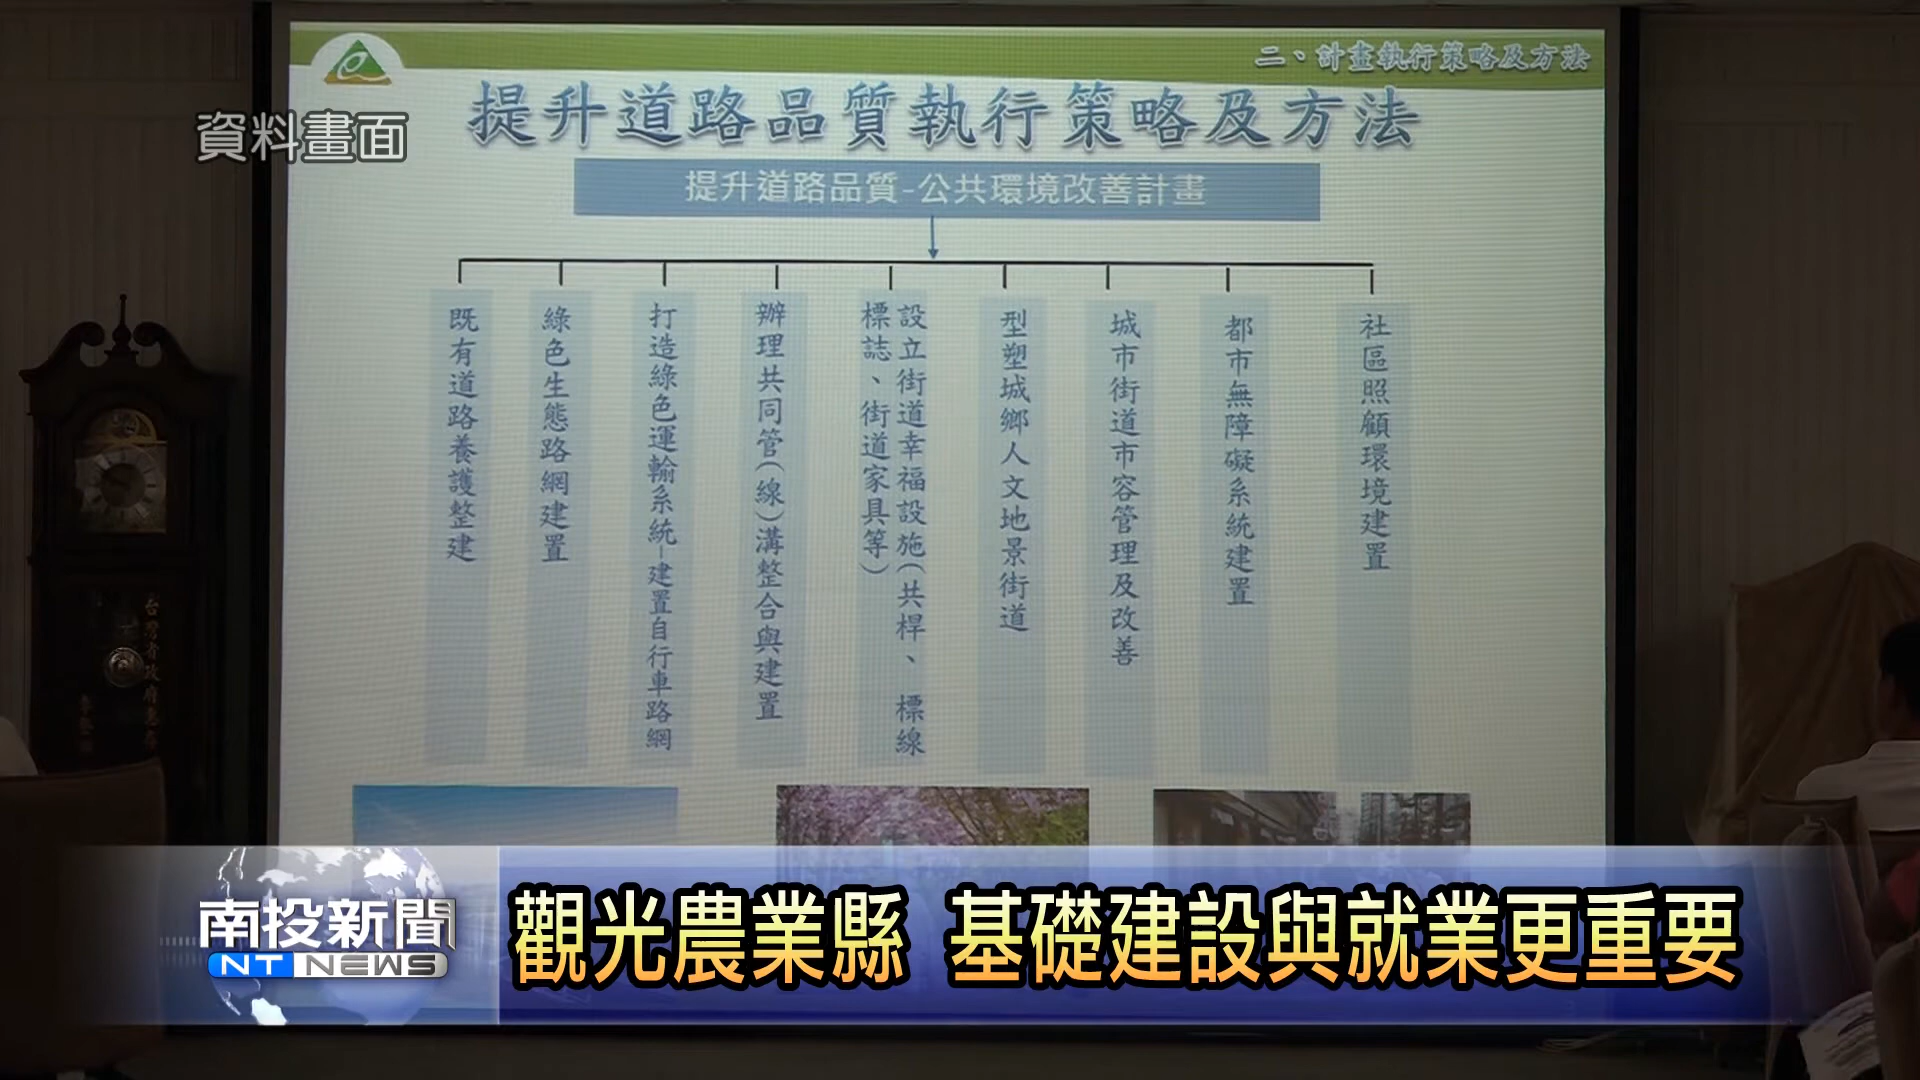 二、計畫執行策略及方法
資料畫面
提升道路品質執行策略及方法
提升道路品質-公共環境改善計畫
既有道路養護整建
綠色生態路網建置
打造綠色運輸系統-建置自行車路網
辦理共同管(線)溝整合與建置
設立街道幸福設施(共桿、標線
標誌、街道家具等)
型塑城鄉人文地景街道
城市街道市容管理及改善
都市無障礙系統建置
社區照顧環境建置
南投新聞
NT NEWS
觀光農業縣 基礎建設與就業更重要